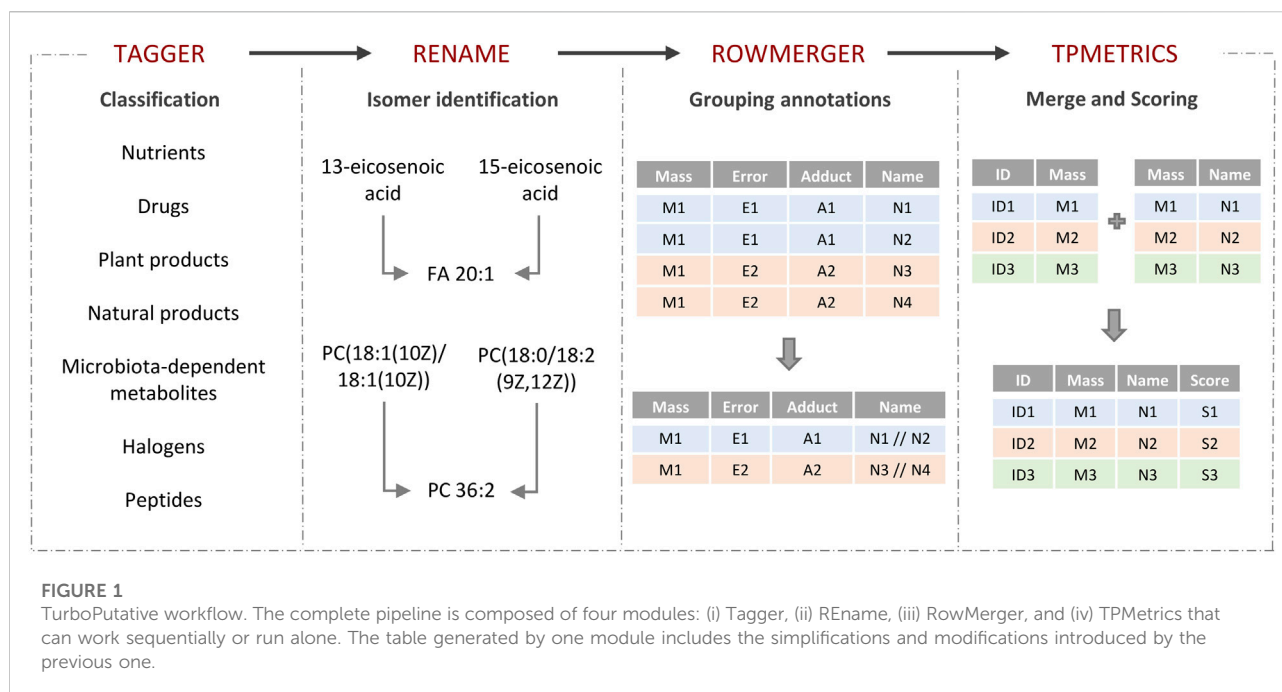 TAGGER
RENAME
ROWMERGER
TPMETRICS
Classification
Nutrients
Drugs
Plant products
Natural products
Microbiota-dependent
metabolites
Halogens
Peptides
Isomer identification
13-eicosenoic
acid
15-eicosenoic
acid
FA 20:1
PC(18:1(10Z)/
18:1(10Z))
PC(18:0/18:2
(9Z,12Z))
PC 36:2
Grouping annotations
Mass Error Adduct Name
M1 E1 A1 N1
M1 E1 A1 N2
M1 E2 A2 N3
M1 E2 A2 N4
Mass Error Adduct Name
M1 E1 A1 N1 // N2
M1 E2 A2 N3 // N4
Merge and Scoring
ID Mass
ID1 M1
ID2 M2
ID3 M3
Mass Name
M1 N1
M2 N2
M3 N3
ID Mass Name Score
ID1 M1 N1 S1
ID2 M2 N2 S2
ID3 M3 N3 S3
FIGURE 1
TurboPutative workflow. The complete pipeline is composed of four modules: (i) Tagger, (ii) REname, (iii) RowMerger, and (iv) TPMetrics that
can work sequentially or run alone. The table generated by one module includes the simplifications and modifications introduced by the
previous one.